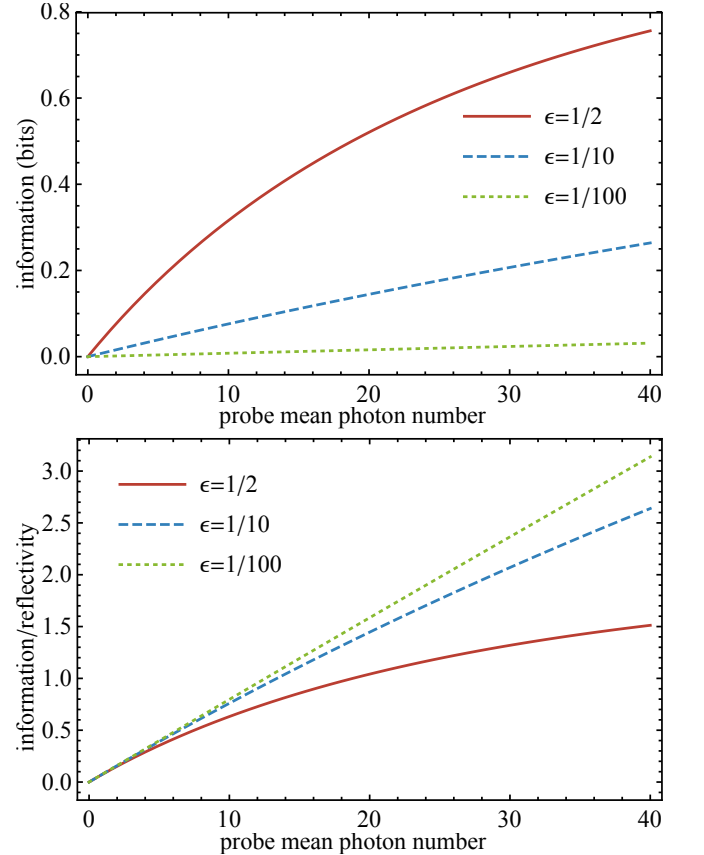 0.8
0.6
0.4
0.2
0.0
information (bits)
ϵ=1/2
ϵ=1/10
ϵ=1/100
0 10 20 30 40
probe mean photon number
3.0
2.5
2.0
1.5
1.0
0.5
0.0
information/reflectivity
ϵ=1/2
ϵ=1/10
ϵ=1/100
0 10 20 30 40
probe mean photon number